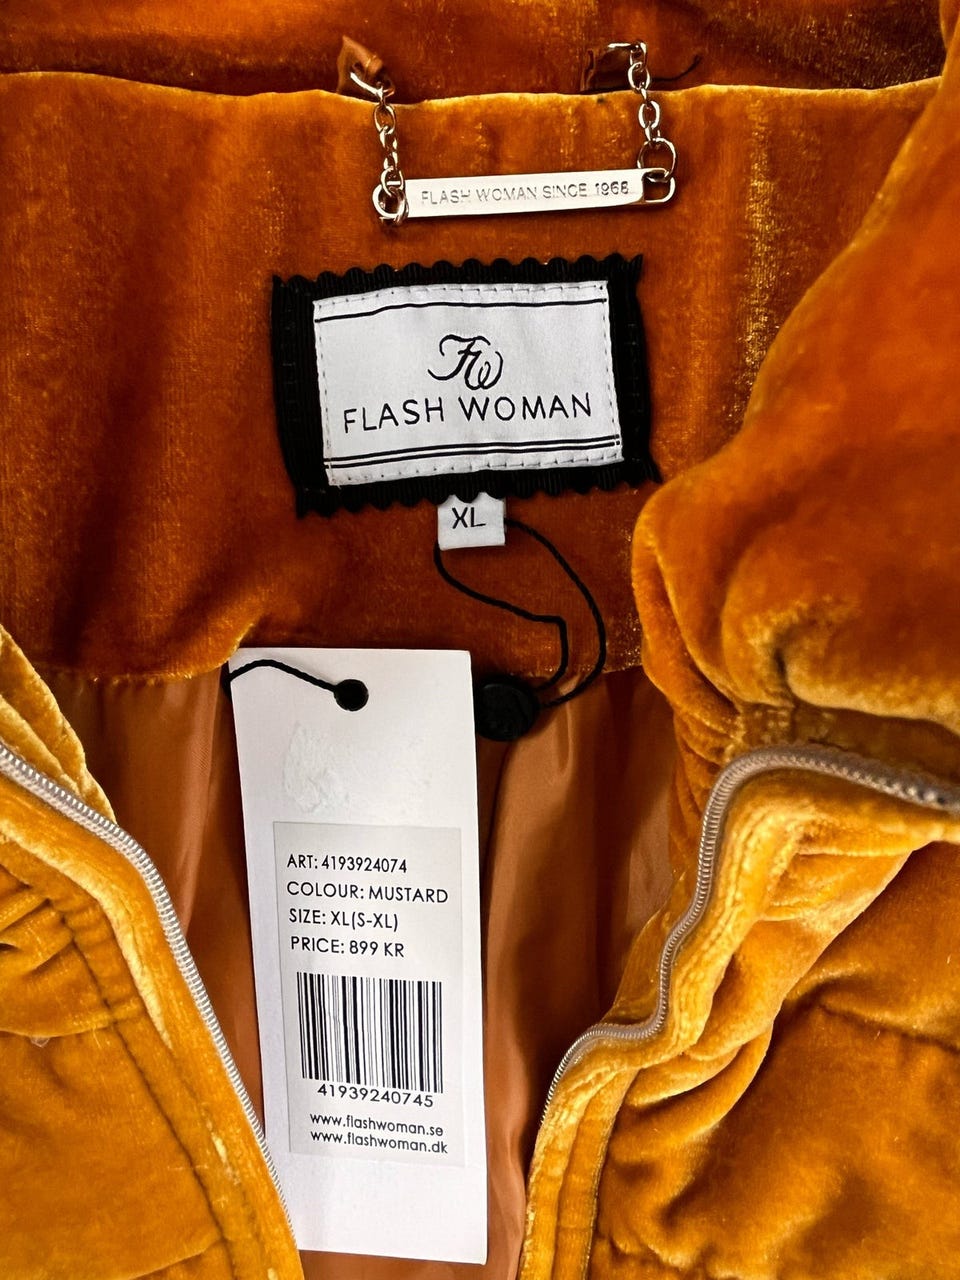 FLASH WOMAN SINCE 1968
FW
FLASH WOMAN
XL
ART: 4193924074
COLOUR: MUSTARD
SIZE: XL(S-XL)
PRICE: 899 KR
41939240745
www.flashwoman.se
www.flashwoman.dk